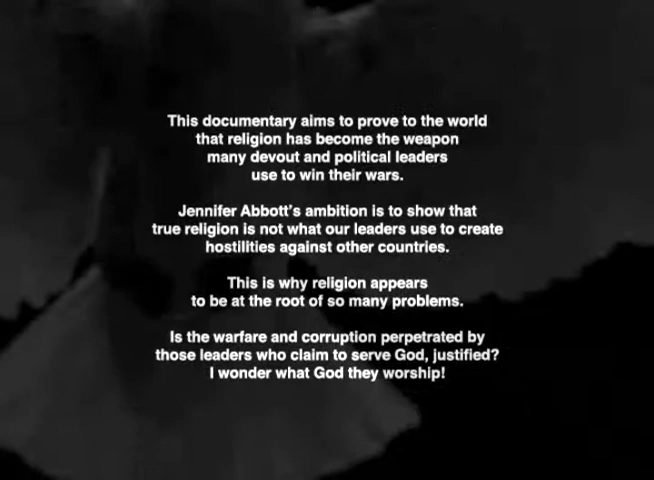 This documentary aims to prove to the world
that religion has become the weapon
many devout and political leaders
use to win their wars.
Jennifer Abbott's ambition is to show that
true religion is not what our leaders use to create
hostilities against other countries.
This is why religion appears
to be at the root of so many problems.
Is the warfare and corruption perpetrated by
those leaders who claim to serve God, justified?
I wonder what God they worship!